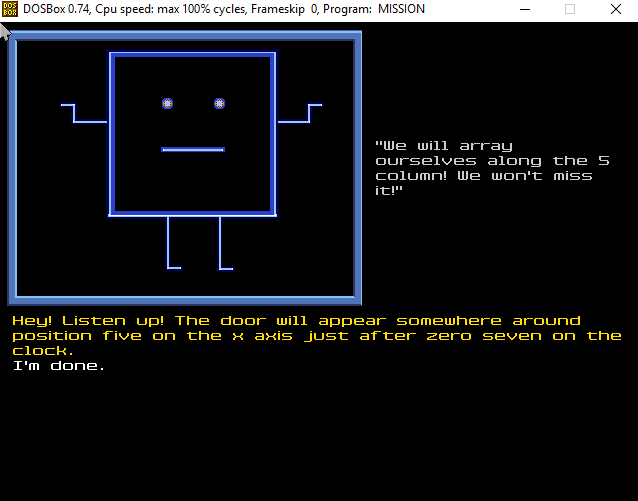 DOS
BOX
DOSBox 0.74, Cpu speed: max 100% cycles, Frameskip 0, Program: MISSION
"We will array
ourselves along the 5
column! We won't miss
it!"
Hey! Listen up! The door will appear somewhere around
position five on the x axis just after zero seven on the
clock.
I'm done.